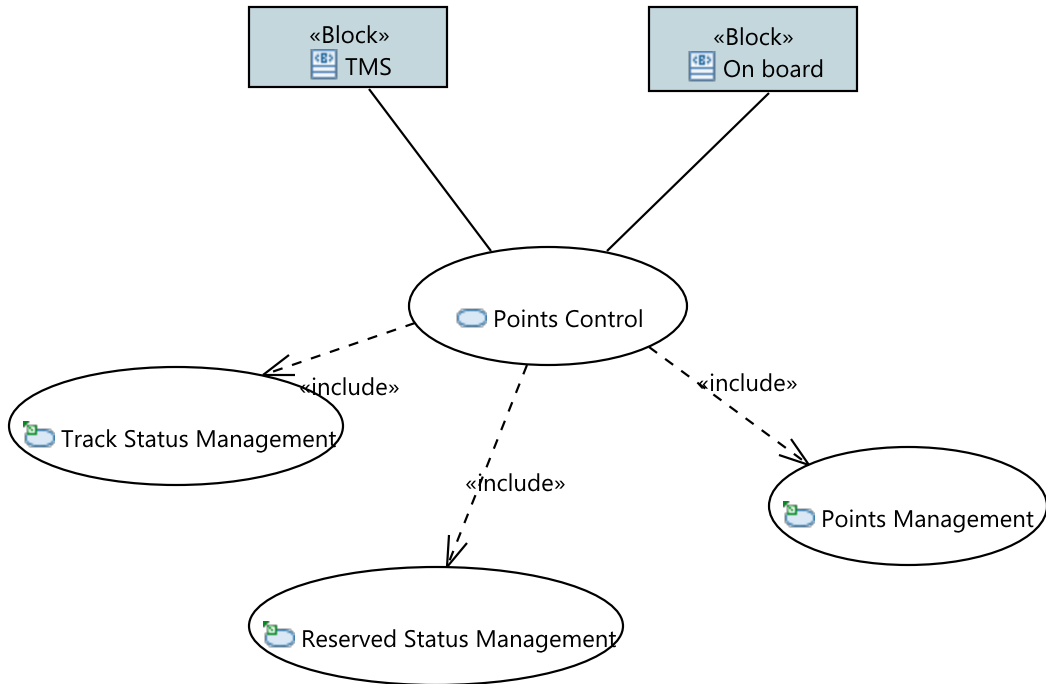 «Block»
TMS
«Block»
On board
Points Control
«include»
«include»
«include»
Track Status Management
Points Management
Reserved Status Management